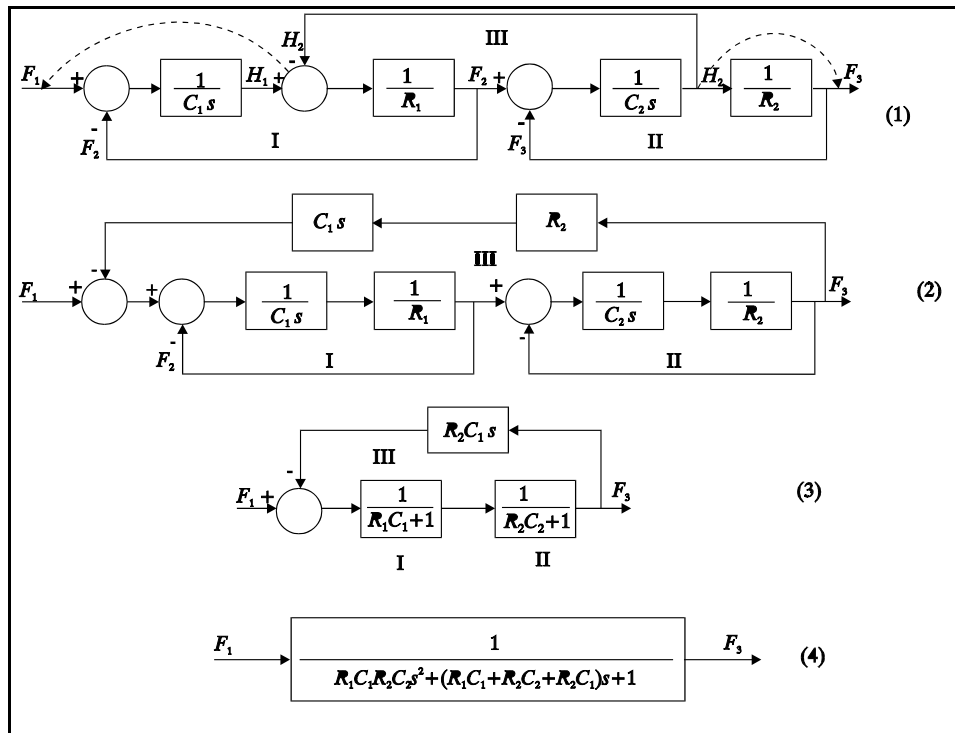 H₂ - III
F₁ + 1/(C₁s) H₁ + 1/R₁ F₂ + 1/(C₂s) H₂ 1/R₂ F₃ (1)
- F₂ I - F₃ II
C₁s R₂
- III
F₁ + + 1/(C₁s) 1/R₁ + 1/(C₂s) 1/R₂ F₃ (2)
- F₂ I - II
R₂C₁s
- III
F₁ + 1/(R₁C₁+1) 1/(R₂C₂+1) F₃ (3)
I II
F₁ 1/(R₁C₁R₂C₂s²+(R₁C₁+R₂C₂+R₂C₁)s+1) F₃ (4)